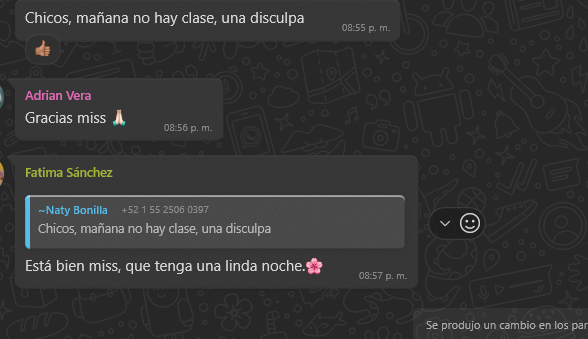 Chicos, mañana no hay clase, una disculpa
08:55 p. m.
Adrian Vera
Gracias miss 🙏🏻
08:56 p. m.
Fatima Sánchez
~Naty Bonilla +52 1 55 2506 0397
Chicos, mañana no hay clase, una disculpa
Está bien miss, que tenga una linda noche.🌸
08:57 p. m.
Se produjo un cambio en los par